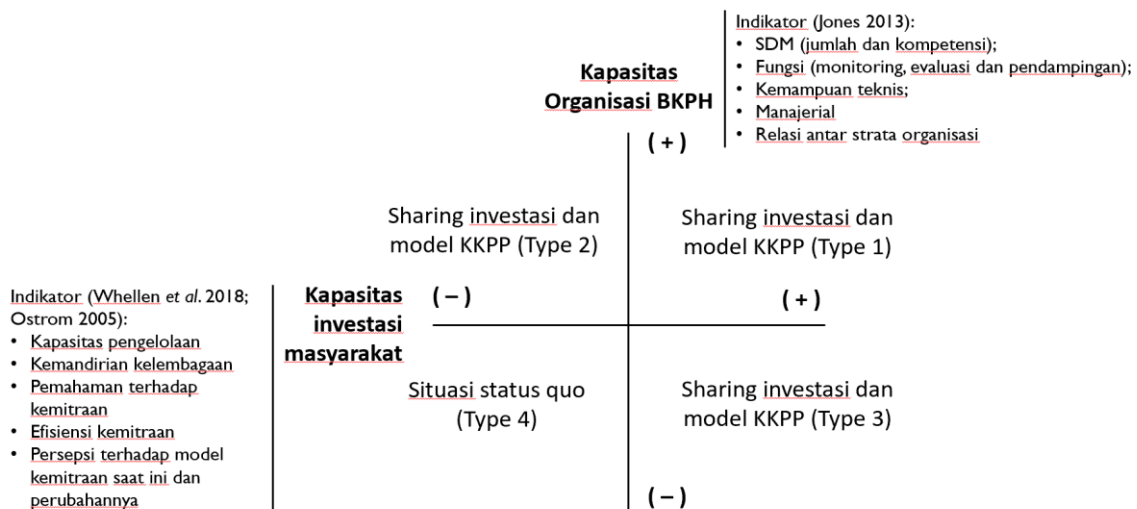 Indikator (Jones 2013):
• SDM (jumlah dan kompetensi);
• Fungsi (monitoring, evaluasi dan pendampingan);
• Kemampuan teknis;
• Manajerial
• Relasi antar strata organisasi
Kapasitas
Organisasi BKPH
( + )
Sharing investasi dan
model KKPP (Type 2)
Sharing investasi dan
model KKPP (Type 1)
Indikator (Whellen et al. 2018;
Ostrom 2005):
• Kapasitas pengelolaan
• Kemandirian kelembagaan
• Pemahaman terhadap
kemitraan
• Efisiensi kemitraan
• Persepsi terhadap model
kemitraan saat ini dan
perubahannya
Kapasitas
investasi
masyarakat
( – )
( + )
Situasi status quo
(Type 4)
Sharing investasi dan
model KKPP (Type 3)
( – )